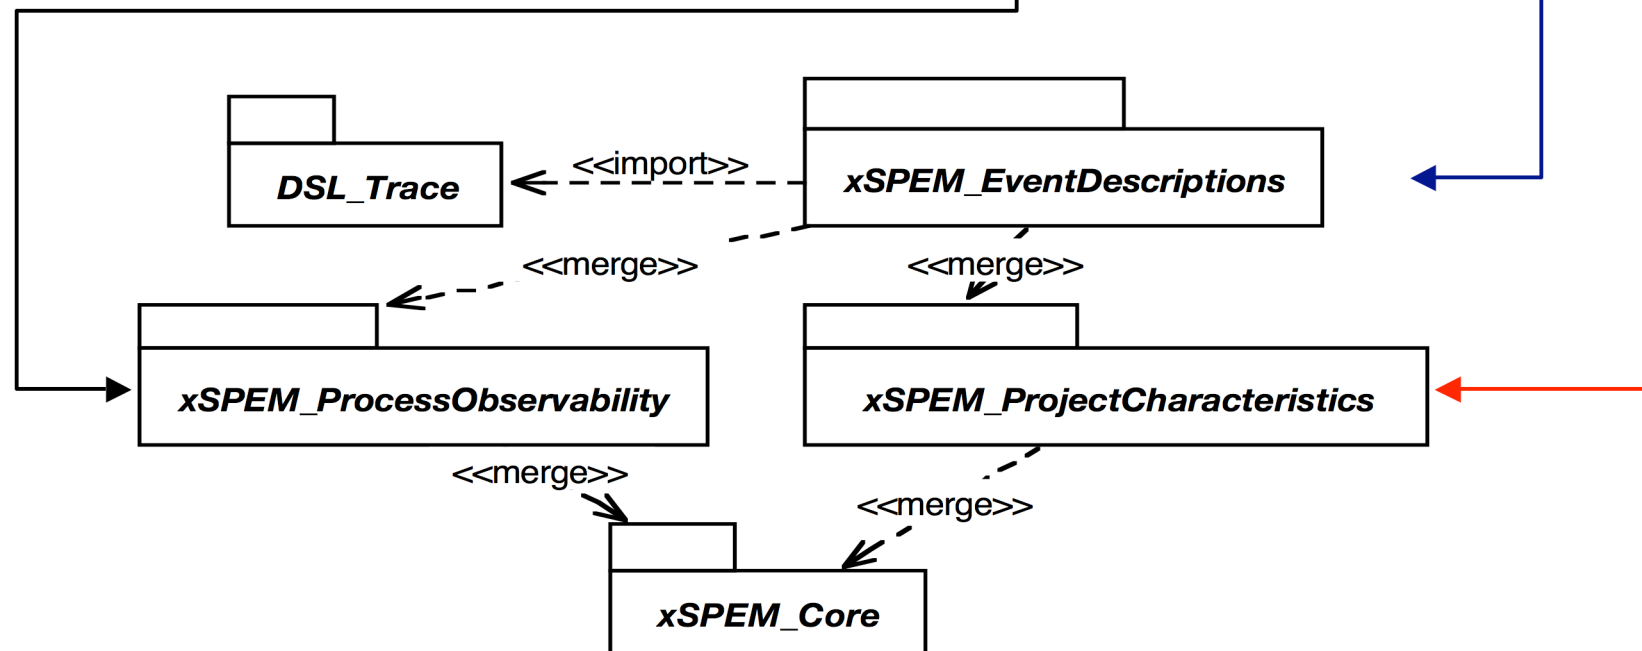 <<import>>
DSL_Trace
xSPEM_EventDescriptions
<<merge>>
<<merge>>
xSPEM_ProcessObservability
xSPEM_ProjectCharacteristics
<<merge>>
<<merge>>
xSPEM_Core